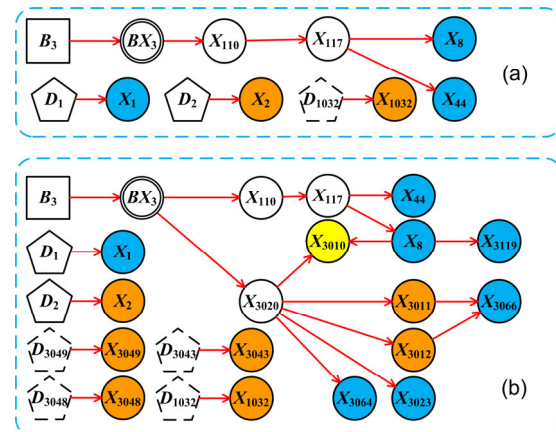 B3 BX3 X110 X117 X8
D1 X1 D2 X2 D1032 X1032 X44
(a)
B3 BX3 X110 X117 X44
D1 X1 X3010 X8 X3119
D2 X2 X3020 X3011 X3066
D3049 X3049 D3043 X3043 X3012
D3048 X3048 D1032 X1032 X3064 X3023
(b)